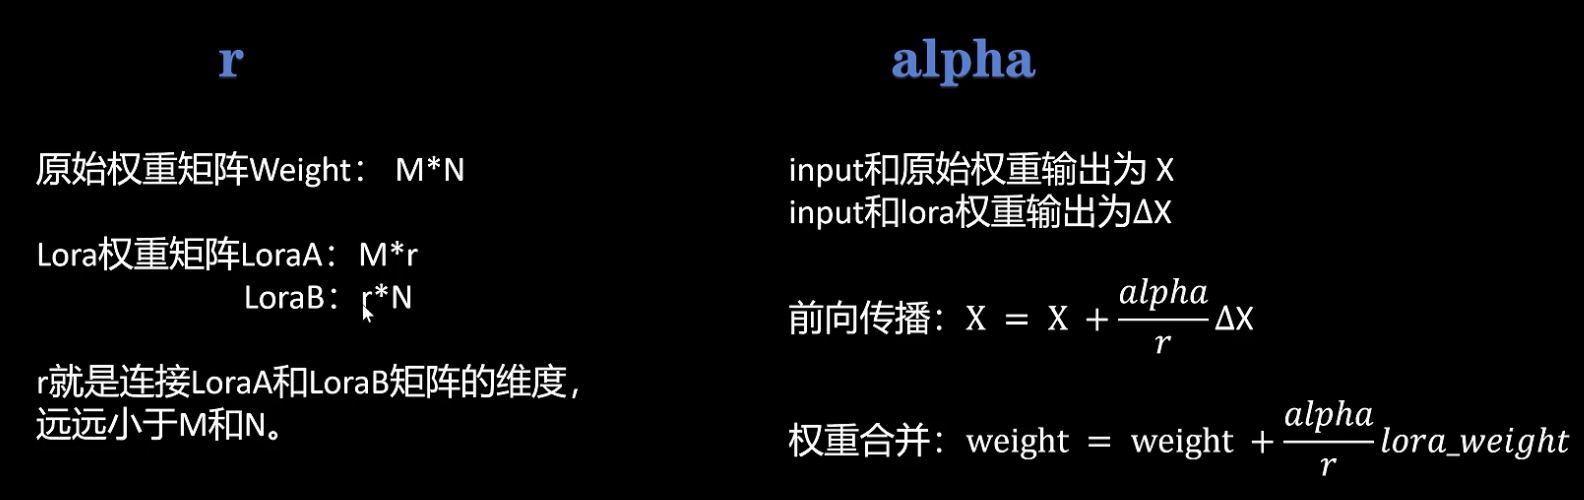 r
原始权重矩阵Weight： M*N
Lora权重矩阵LoraA：M*r
LoraB：r*N
r就是连接LoraA和LoraB矩阵的维度，
远远小于M和N。
alpha
input和原始权重输出为 X
input和lora权重输出为ΔX
前向传播：X = X + \frac{alpha}{r} ΔX
权重合并：weight = weight + \frac{alpha}{r} lora_weight